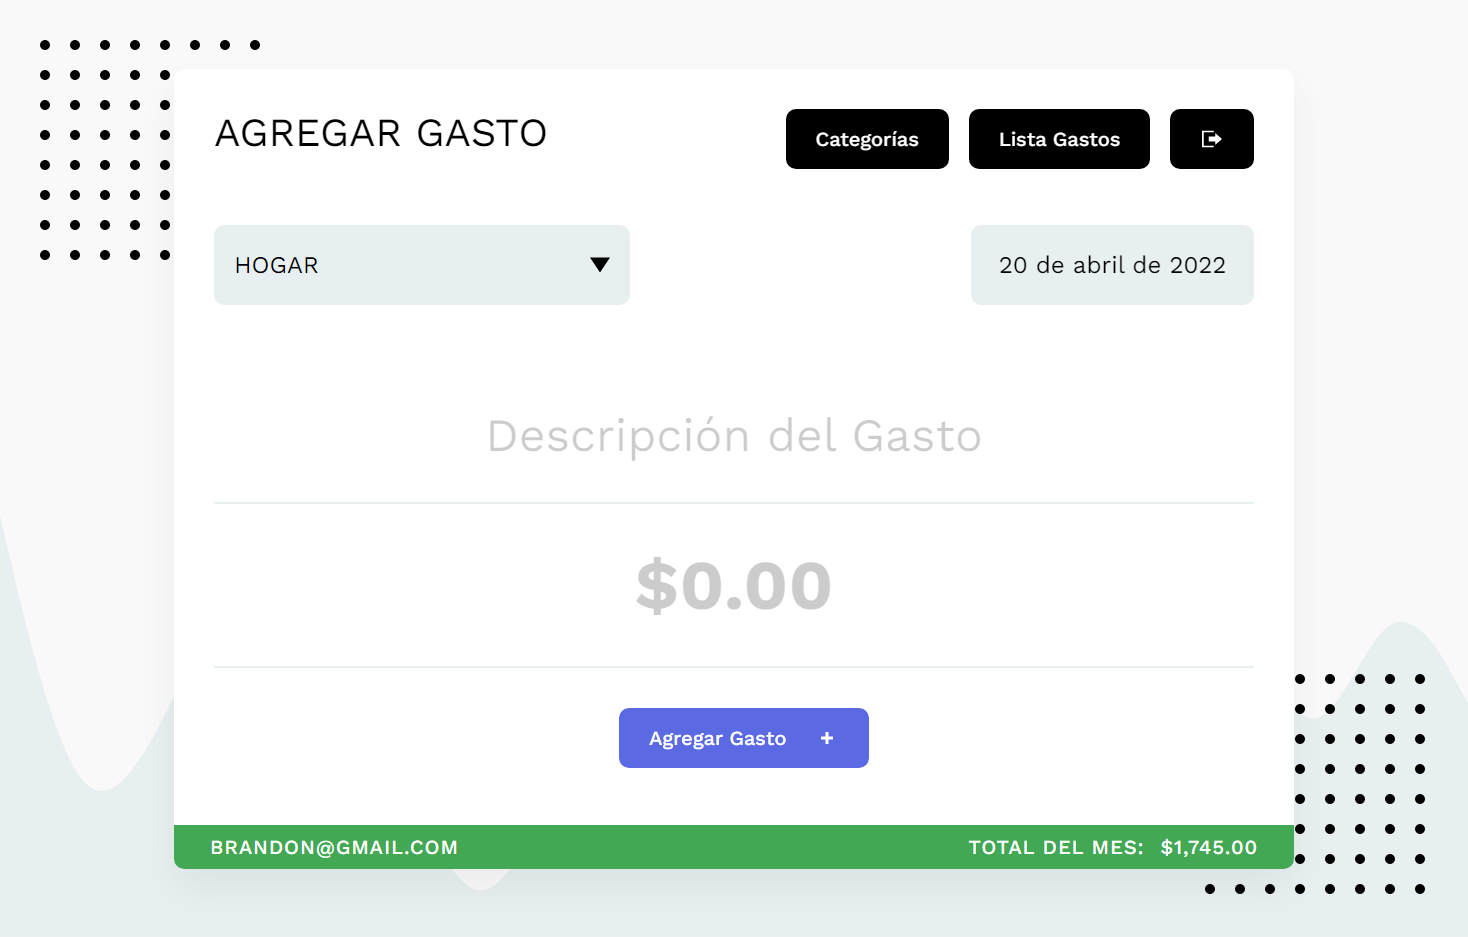 AGREGAR GASTO
Categorías
Lista Gastos
HOGAR
20 de abril de 2022
Descripción del Gasto
$0.00
Agregar Gasto +
BRANDON@GMAIL.COM
TOTAL DEL MES: $1,745.00